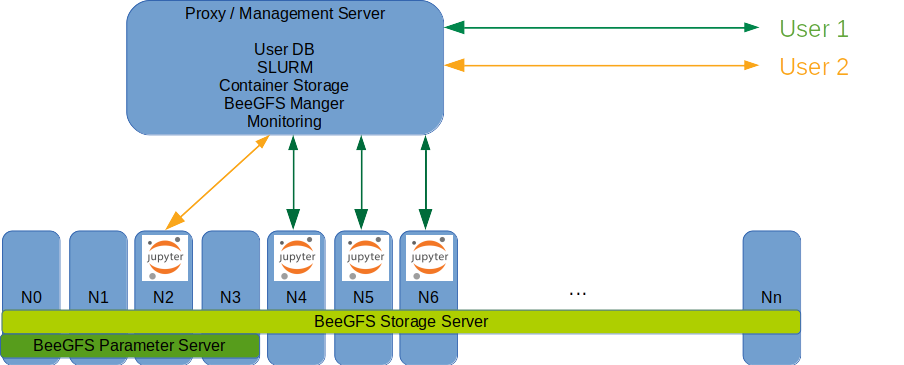 Proxy / Management Server
User DB
SLURM
Container Storage
BeeGFS Manger
Monitoring
User 1
User 2
jupyter
jupyter
jupyter
jupyter
N0
N1
N2
N3
N4
N5
N6
...
Nn
BeeGFS Storage Server
BeeGFS Parameter Server